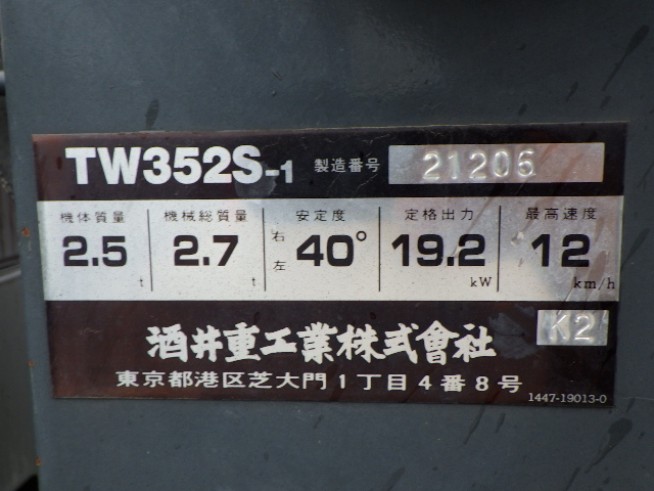 TW352S-1 製造番号 21206
機体質量 機械総質量 安定度 定格出力 最高速度
2.5 t 2.7 t 右左 40° 19.2 kW 12 km/h
K2
酒井重工業株式會社
東京都港区芝大門1丁目4番8号
1447-19013-0